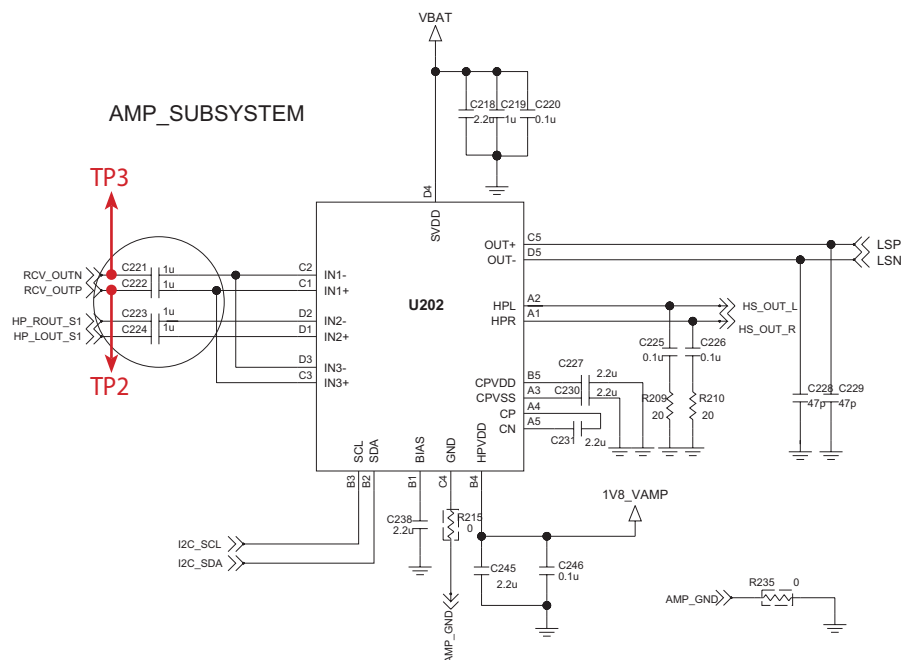 VBAT
AMP_SUBSYSTEM
C218 C219 C220
2.2u 1u 0.1u
TP3
D4
SVDD
RCV_OUTN C221 1u C2 IN1-
RCV_OUTP C222 1u C1 IN1+
HP_ROUT_S1 C223 1u D2 IN2-
HP_LOUT_S1 C224 1u D1 IN2+
D3 IN3-
C3 IN3+
TP2
U202
OUT+ C5 LSP
OUT- D5 LSN
HPL A2 HS_OUT_L
HPR A1 HS_OUT_R
C225 C226
0.1u 0.1u
C227
CPVDD B5 2.2u
CPVSS A3 C230 2.2u
CP A4
CN A5
C231 2.2u
R209 R210
20 20
C228 C229
47p 47p
SCL SDA BIAS GND HPVDD
B3 B2 B1 C4 B4
1V8_VAMP
C238
2.2u
R215
0
I2C_SCL
I2C_SDA
C245 C246
2.2u 0.1u
AMP_GND
R235 0
AMP_GND